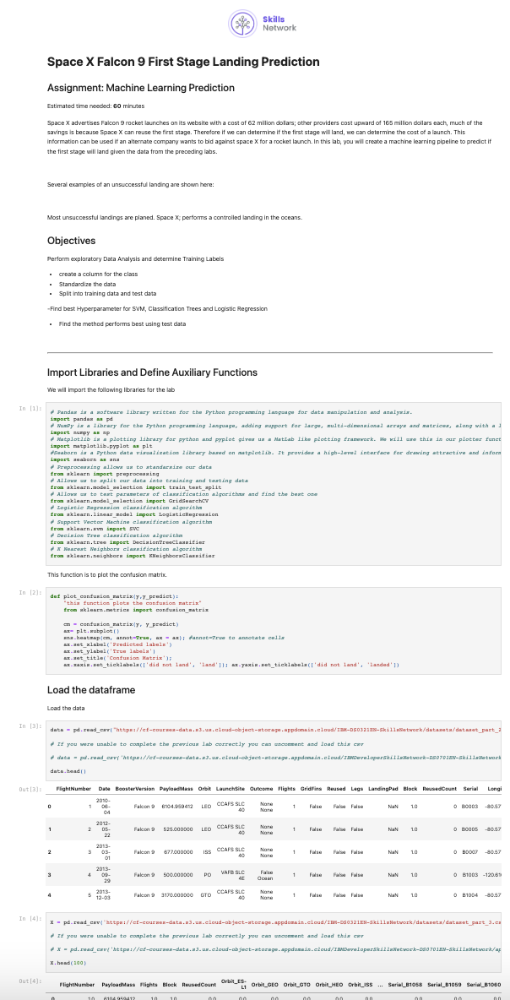 Skills
Network
Space X Falcon 9 First Stage Landing Prediction
Assignment: Machine Learning Prediction
Estimated time needed: 60 minutes
Space X advertises Falcon 9 rocket launches on its website with a cost of 62 million dollars; other providers cost upward of 165 million dollars each, much of the
savings is because Space X can reuse the first stage. Therefore if we can determine if the first stage will land, we can determine the cost of a launch. This
information can be used if an alternate company wants to bid against space X for a rocket launch. In this lab, you will create a machine learning pipeline to predict if
the first stage will land given the data from the preceding labs.
Several examples of an unsuccessful landing are shown here:
Most unsuccessful landings are planed. Space X; performs a controlled landing in the oceans.
Objectives
Perform exploratory Data Analysis and determine Training Labels
• create a column for the class
• Standardize the data
• Split into training data and test data
-Find best Hyperparameter for SVM, Classification Trees and Logistic Regression
• Find the method performs best using test data
Import Libraries and Define Auxiliary Functions
We will import the following libraries for the lab
In [1]:
# Pandas is a software library written for the Python programming language for data manipulation and analysis.
import pandas as pd
# NumPy is a library for the Python programming language, adding support for large, multi-dimensional arrays and matrices, along with a l
import numpy as np
# Matplotlib is a plotting library for python and pyplot gives us a MatLab like plotting framework. We will use this in our plotter funct
import matplotlib.pyplot as plt
#Seaborn is a Python data visualization library based on matplotlib. It provides a high-level interface for drawing attractive and inform
import seaborn as sns
# Preprocessing allows us to standarsize our data
from sklearn import preprocessing
# Allows us to split our data into training and testing data
from sklearn.model_selection import train_test_split
# Allows us to test parameters of classification algorithms and find the best one
from sklearn.model_selection import GridSearchCV
# Logistic Regression classification algorithm
from sklearn.linear_model import LogisticRegression
# Support Vector Machine classification algorithm
from sklearn.svm import SVC
# Decision Tree classification algorithm
from sklearn.tree import DecisionTreeClassifier
# K Nearest Neighbors classification algorithm
from sklearn.neighbors import KNeighborsClassifier
This function is to plot the confusion matrix.
In [2]:
def plot_confusion_matrix(y,y_predict):
"this function plots the confusion matrix"
from sklearn.metrics import confusion_matrix
cm = confusion_matrix(y, y_predict)
ax= plt.subplot()
sns.heatmap(cm, annot=True, ax = ax); #annot=True to annotate cells
ax.set_xlabel('Predicted labels')
ax.set_ylabel('True labels')
ax.set_title('Confusion Matrix');
ax.xaxis.set_ticklabels(['did not land', 'land']); ax.yaxis.set_ticklabels(['did not land', 'landed'])
Load the dataframe
Load the data
In [3]:
data = pd.read_csv("https://cf-courses-data.s3.us.cloud-object-storage.appdomain.cloud/IBM-DS0321EN-SkillsNetwork/datasets/dataset_part_2
# If you were unable to complete the previous lab correctly you can uncomment and load this csv
# data = pd.read_csv('https://cf-courses-data.s3.us.cloud-object-storage.appdomain.cloud/IBMDeveloperSkillsNetwork-DS0701EN-SkillsNetwork
data.head()
Out[3]:
FlightNumber Date BoosterVersion PayloadMass Orbit LaunchSite Outcome Flights GridFins Reused Legs LandingPad Block ReusedCount Serial Longi
0 1 2010-06-04 Falcon 9 6104.959412 LEO CCAFS SLC 40 None None 1 False False False NaN 1.0 0 B0003 -80.57
1 2 2012-05-22 Falcon 9 525.000000 LEO CCAFS SLC 40 None None 1 False False False NaN 1.0 0 B0005 -80.57
2 3 2013-03-01 Falcon 9 677.000000 ISS CCAFS SLC 40 None None 1 False False False NaN 1.0 0 B0007 -80.57
3 4 2013-09-29 Falcon 9 500.000000 PO VAFB SLC 4E False Ocean 1 False False False NaN 1.0 0 B1003 -120.61
4 5 2013-12-03 Falcon 9 3170.000000 GTO CCAFS SLC 40 None None 1 False False False NaN 1.0 0 B1004 -80.57
In [4]:
X = pd.read_csv('https://cf-courses-data.s3.us.cloud-object-storage.appdomain.cloud/IBM-DS0321EN-SkillsNetwork/datasets/dataset_part_3.cs
# If you were unable to complete the previous lab correctly you can uncomment and load this csv
# X = pd.read_csv('https://cf-courses-data.s3.us.cloud-object-storage.appdomain.cloud/IBMDeveloperSkillsNetwork-DS0701EN-SkillsNetwork/ap
X.head(100)
Out[4]:
FlightNumber PayloadMass Flights Block ReusedCount Orbit_ES-L1 Orbit_GEO Orbit_GTO Orbit_HEO Orbit_ISS ... Serial_B1058 Serial_B1059 Serial_B1060
0 1.0 6104.959412 1.0 1.0 0.0 0.0 0.0 0.0 0.0 0.0 ... 0.0 0.0 0.0